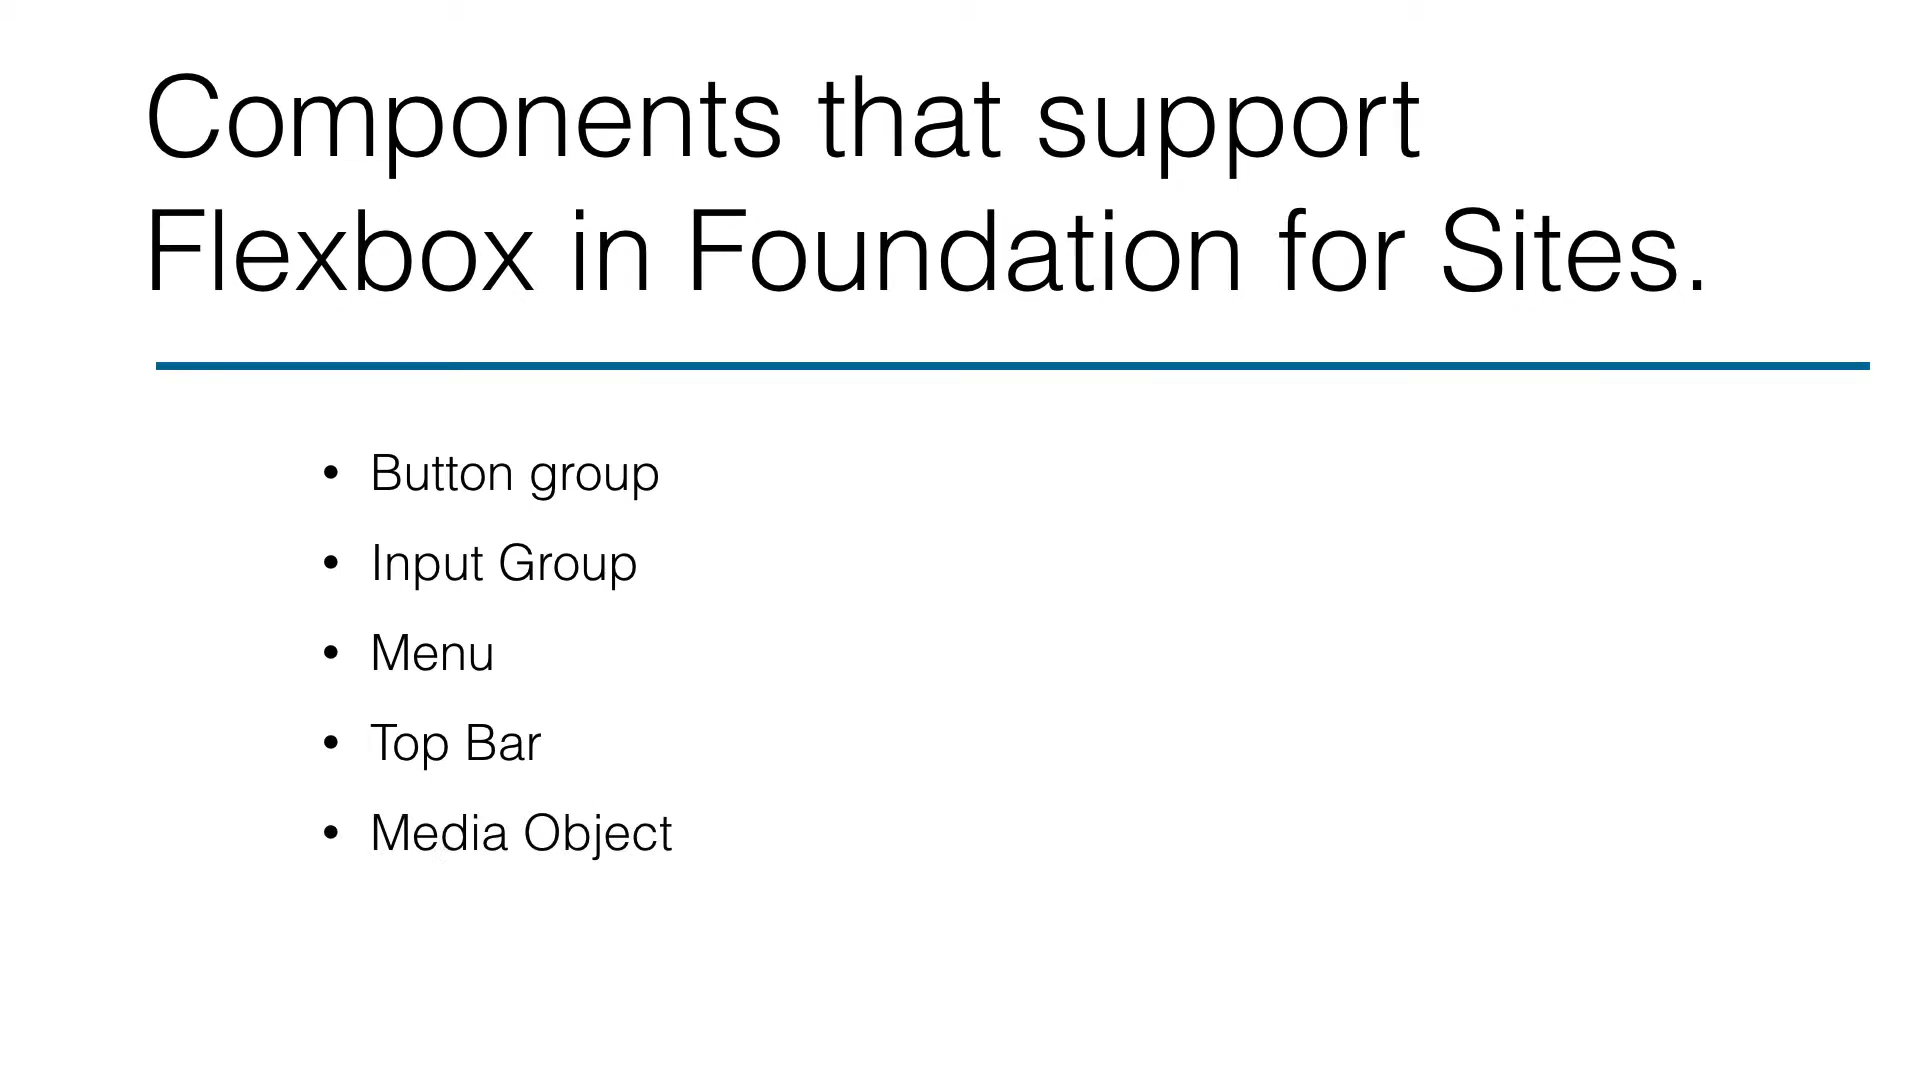 Components that support
Flexbox in Foundation for Sites.
• Button group
• Input Group
• Menu
• Top Bar
• Media Object